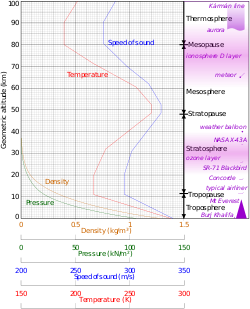 Kármán line
Thermosphere
aurora
Mesopause
ionosphere D layer
meteor
Mesosphere
Stratopause
weather balloon
NASA X-43A
Stratosphere
ozone layer
SR-71 Blackbird
Concorde
typical airliner
Tropopause
Mt Everest
Troposphere
Burj Khalifa
Speed of sound
Temperature
Density
Pressure
Geometric altitude (km)
90
80
70
60
50
40
30
20
10
0
0 0.5 1 1.5
Density (kg/m³)
0 50 100 150
Pressure (kN/m²)
200 250 300 350
Speed of sound (m/s)
150 200 250 300
Temperature (K)